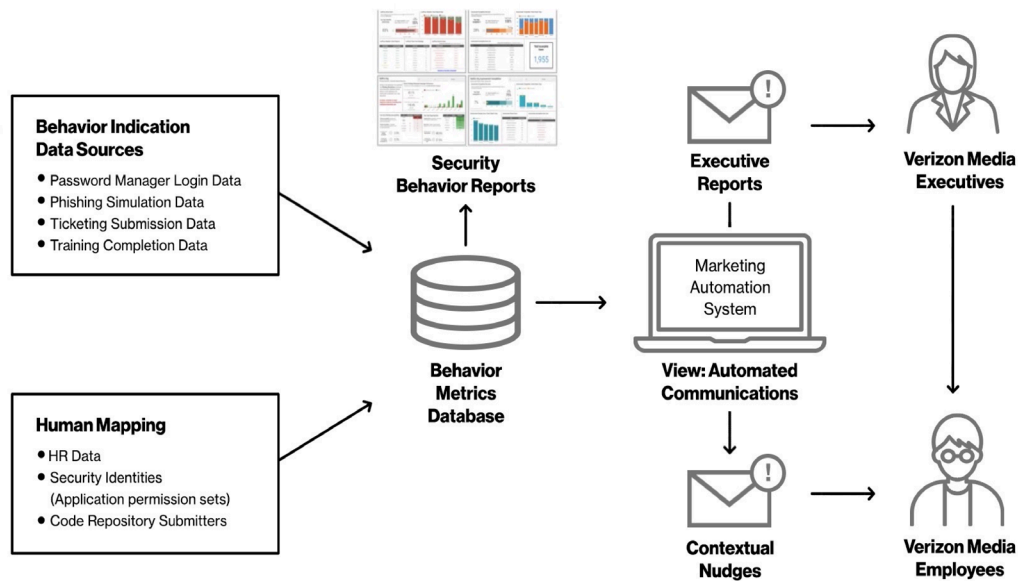 Behavior Indication
Data Sources
• Password Manager Login Data
• Phishing Simulation Data
• Ticketing Submission Data
• Training Completion Data
Human Mapping
• HR Data
• Security Identities
(Application permission sets)
• Code Repository Submitters
1,955
Security
Behavior Reports
Behavior
Metrics
Database
Executive
Reports
Marketing
Automation
System
View: Automated
Communications
Contextual
Nudges
Verizon Media
Executives
Verizon Media
Employees